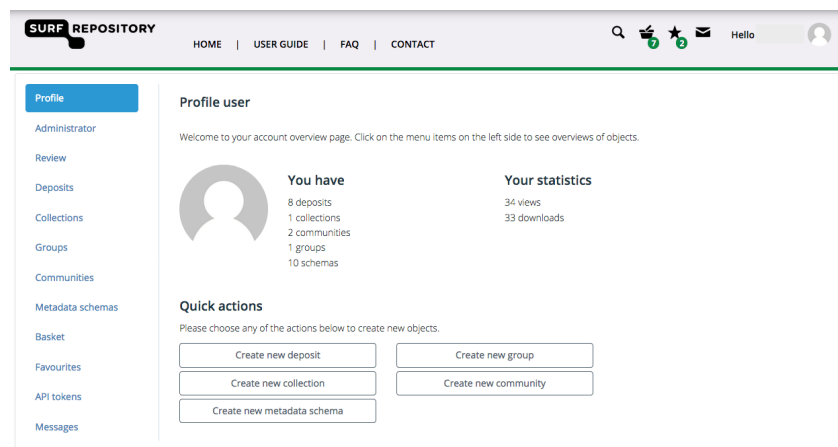 SURF REPOSITORY
HOME | USER GUIDE | FAQ | CONTACT
7
2
Hello
Profile
Administrator
Review
Deposits
Collections
Groups
Communities
Metadata schemas
Basket
Favourites
API tokens
Messages
Profile user
Welcome to your account overview page. Click on the menu items on the left side to see overviews of objects.
You have
8 deposits
1 collections
2 communities
1 groups
10 schemas
Your statistics
34 views
33 downloads
Quick actions
Please choose any of the actions below to create new objects.
Create new deposit
Create new group
Create new collection
Create new community
Create new metadata schema